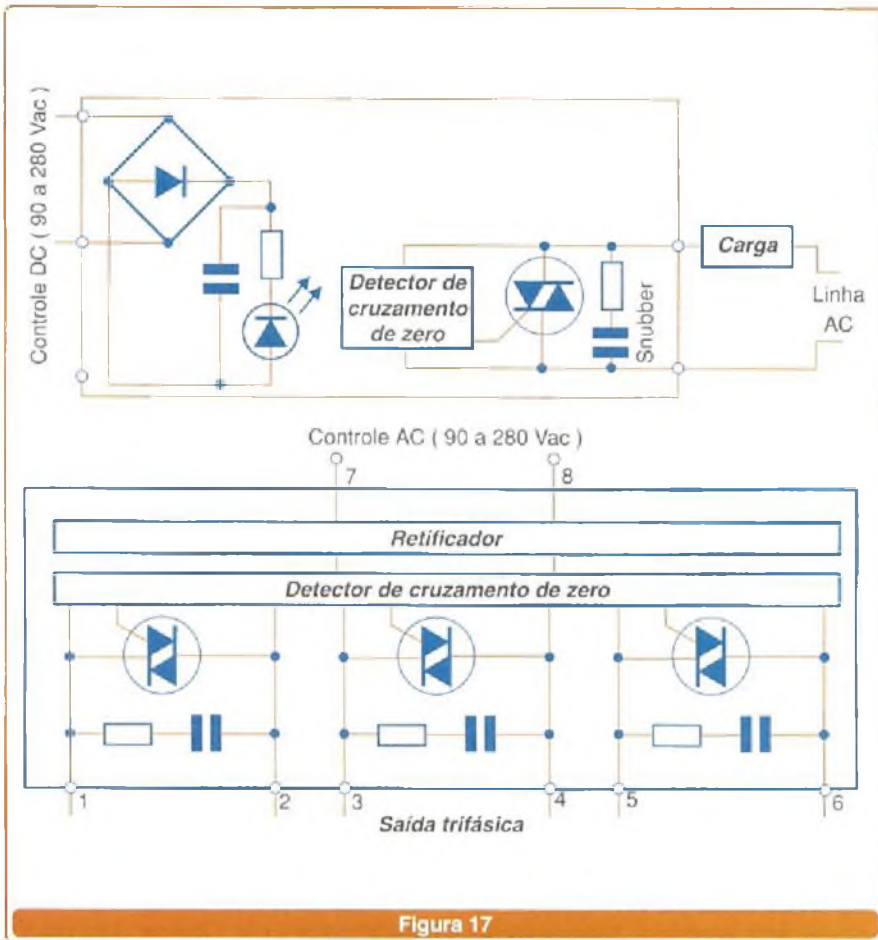 Controle DC ( 90 a 280 Vac )
Detector de
cruzamento
de zero
Snubber
Carga
Linha
AC
Controle AC ( 90 a 280 Vac )
7
8
Retificador
Detector de cruzamento de zero
1
2
3
4
5
6
Saída trifásica
Figura 17